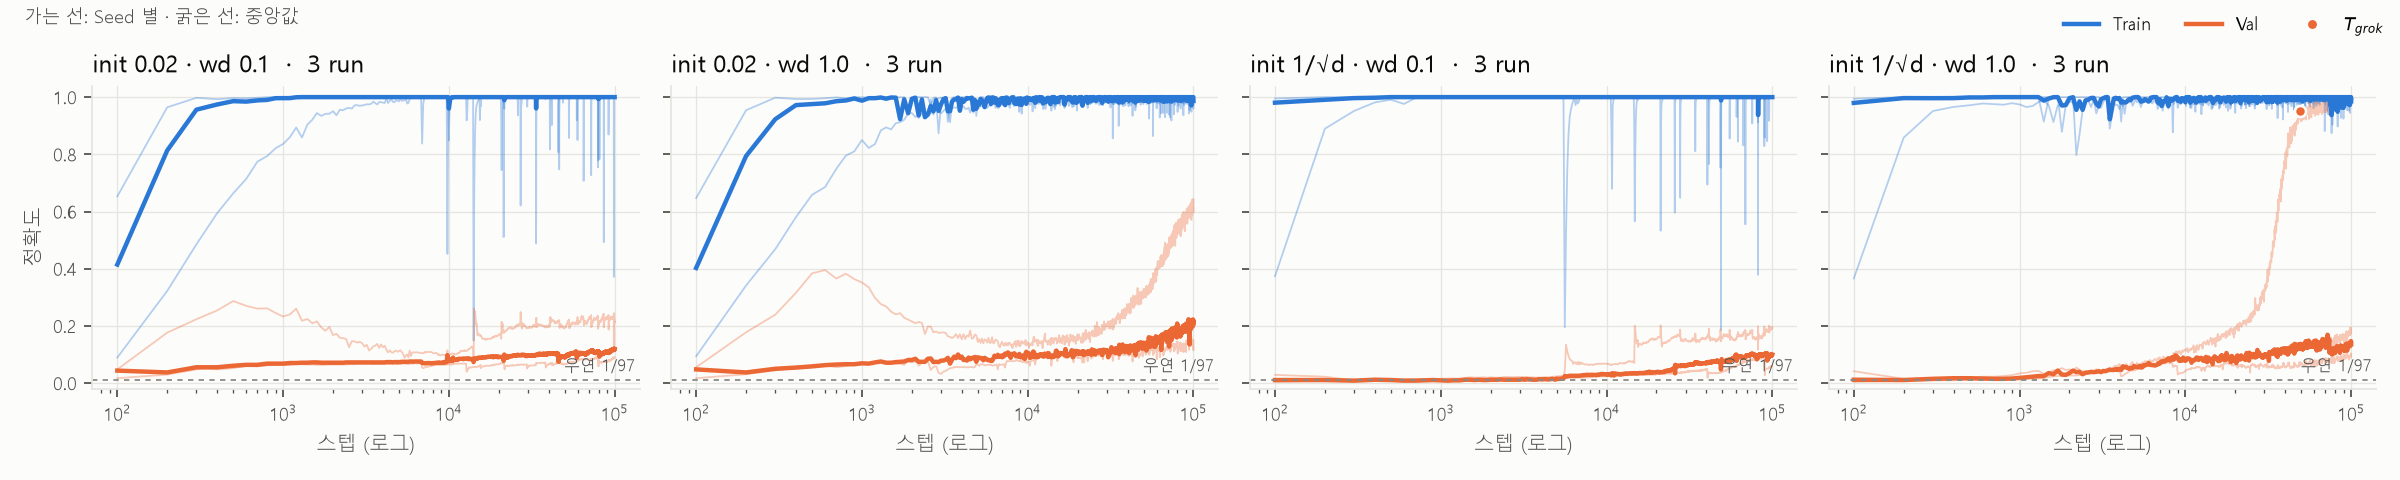 가는 선: Seed 별 · 굵은 선: 중앙값
Train
Val
T_grok
init 0.02 · wd 0.1 · 3 run
init 0.02 · wd 1.0 · 3 run
init 1/√d · wd 0.1 · 3 run
init 1/√d · wd 1.0 · 3 run
정확도
1.0
0.8
0.6
0.4
0.2
0.0
우연 1/97
우연 1/97
우연 1/97
우연 1/97
10² 10³ 10⁴ 10⁵
10² 10³ 10⁴ 10⁵
10² 10³ 10⁴ 10⁵
10² 10³ 10⁴ 10⁵
스텝 (로그)
스텝 (로그)
스텝 (로그)
스텝 (로그)